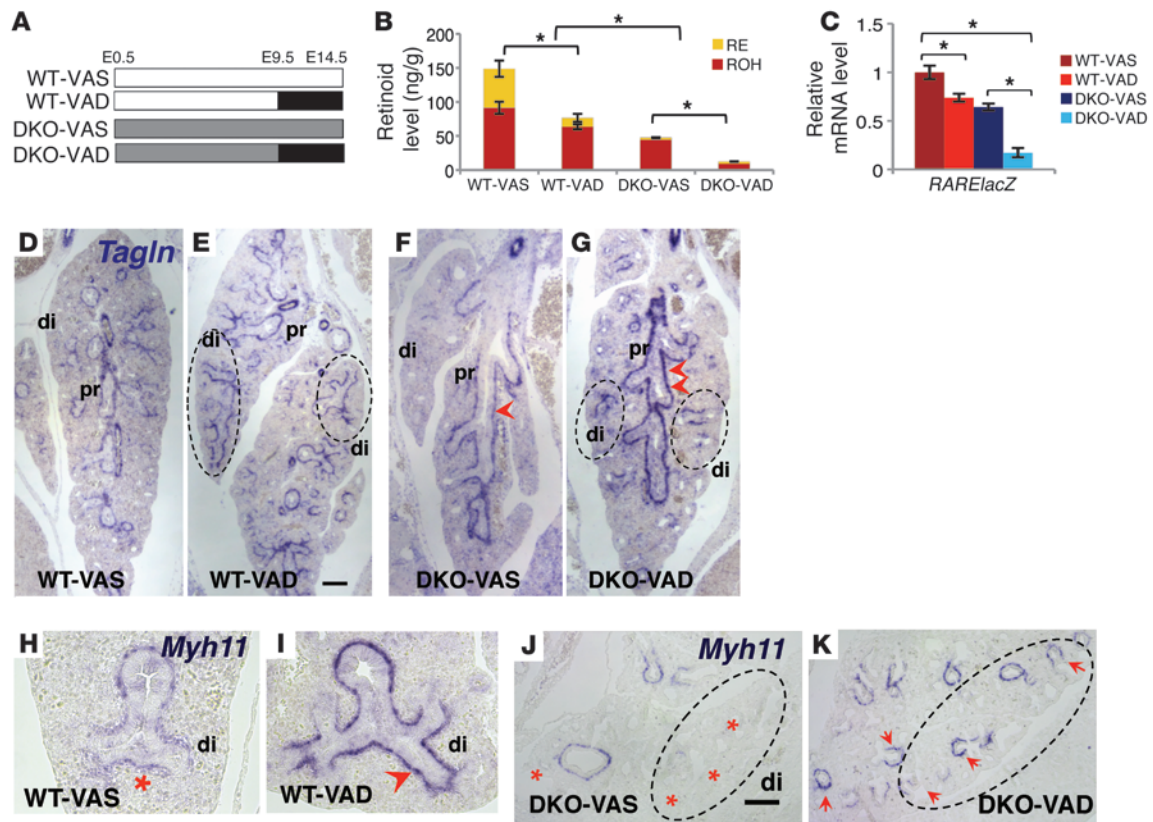 A
E0.5 E9.5 E14.5
WT-VAS
WT-VAD
DKO-VAS
DKO-VAD
B
Retinoid level (ng/g)
200
150
100
50
0
*
*
*
RE
ROH
WT-VAS WT-VAD DKO-VAS DKO-VAD
C
Relative mRNA level
1.5
1
0.5
0
*
*
*
WT-VAS
WT-VAD
DKO-VAS
DKO-VAD
RARElacZ
D
Tagln
di
pr
WT-VAS
E
pr
di
di
WT-VAD
F
di
pr
DKO-VAS
G
pr
di
di
DKO-VAD
H
Myh11
di
*
WT-VAS
I
di
WT-VAD
J
Myh11
*
*
*
*
di
DKO-VAS
K
DKO-VAD